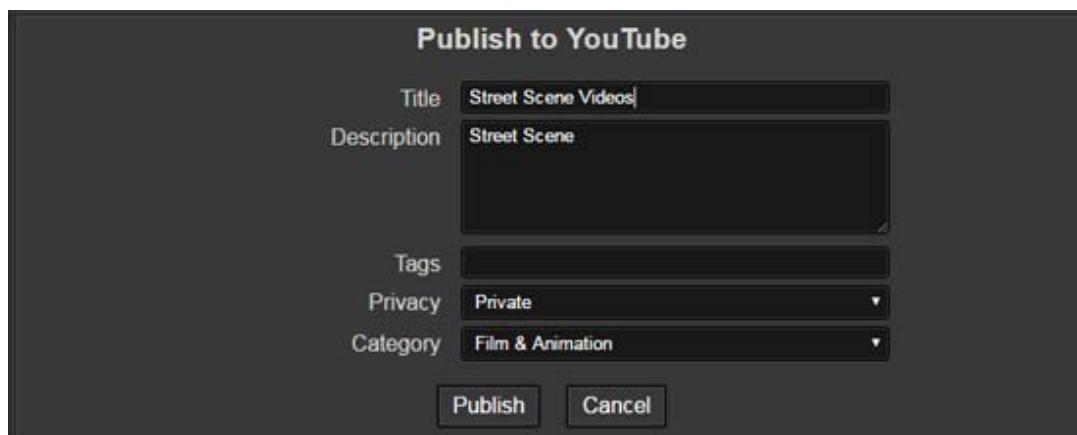 Publish to YouTube
Title Street Scene Videos
Description Street Scene
Tags
Privacy Private
Category Film & Animation
Publish Cancel